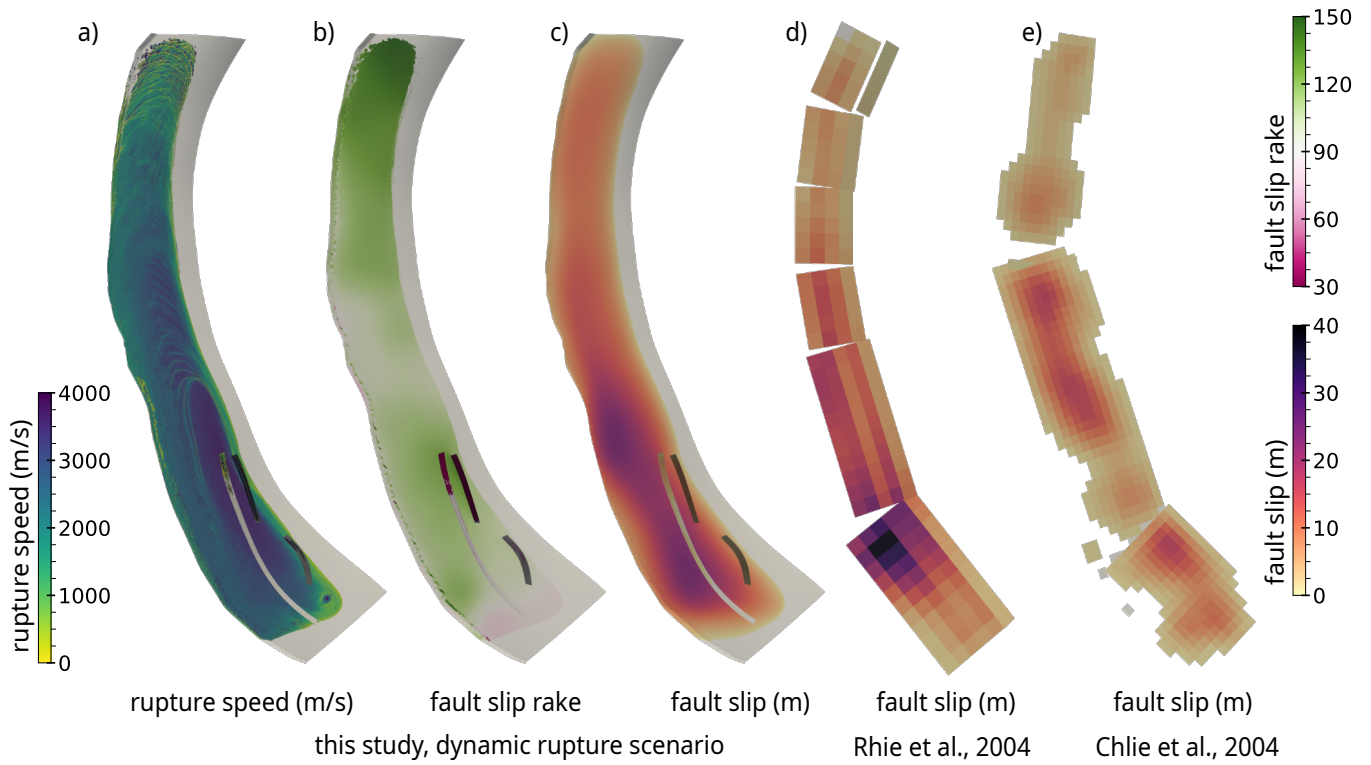 a)
b)
c)
d)
e)
150
120
90
60
30
fault slip rake
40
30
20
10
0
fault slip (m)
4000
3000
2000
1000
0
rupture speed (m/s)
rupture speed (m/s)
fault slip rake
fault slip (m)
fault slip (m)
fault slip (m)
this study, dynamic rupture scenario
Rhie et al., 2004
Chlie et al., 2004